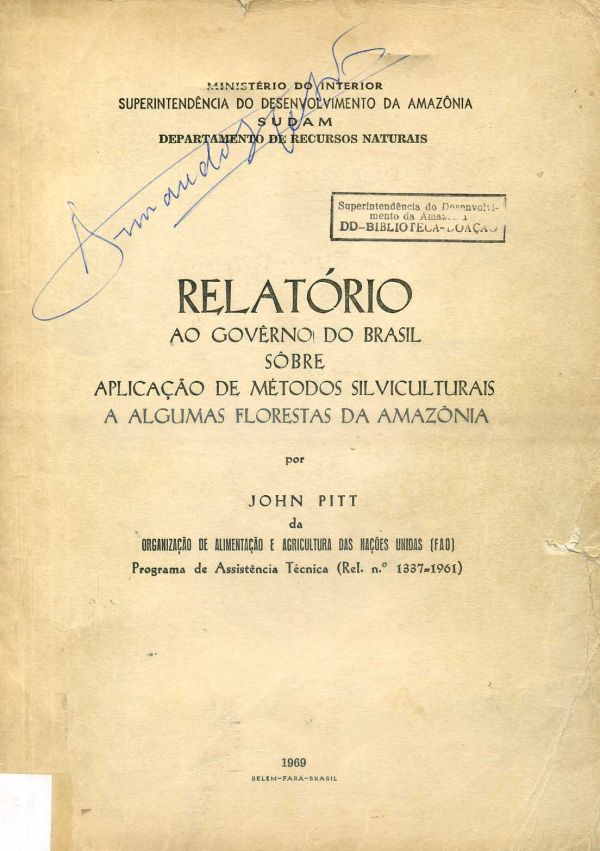 MINISTÉRIO DO INTERIOR
SUPERINTENDÊNCIA DO DESENVOLVIMENTO DA AMAZÔNIA
SUDAM
DEPARTAMENTO DE RECURSOS NATURAIS
Armando
Superintendência do Desenvolvi-
mento da Amazônia
DD-BIBLIOTECA-DOAÇÃO
RELATÓRIO
AO GOVÊRNO DO BRASIL
SÔBRE
APLICAÇÃO DE MÉTODOS SILVICULTURAIS
A ALGUMAS FLORESTAS DA AMAZÔNIA
por
JOHN PITT
da
ORGANIZAÇÃO DE ALIMENTAÇÃO E AGRICULTURA DAS NAÇÕES UNIDAS (FAO)
Programa de Assistência Técnica (Rel. n.º 1337-1961)
1969
BELÉM-PARÁ-BRASIL